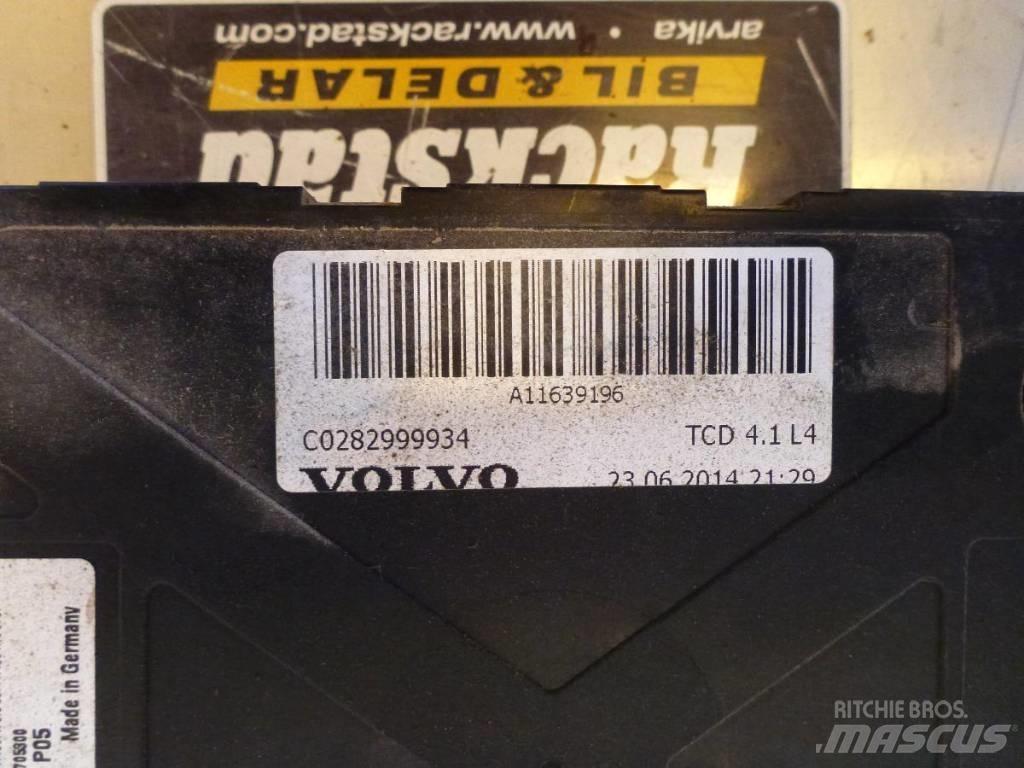 arvika • www.rackstad.com
BIL & DELAR
Rackstad
A11639196
C0282999934
TCD 4.1 L4
VOLVO
23.06.2014 21:29
P05
Made in Germany
RITCHIE BROS.
MASCUS